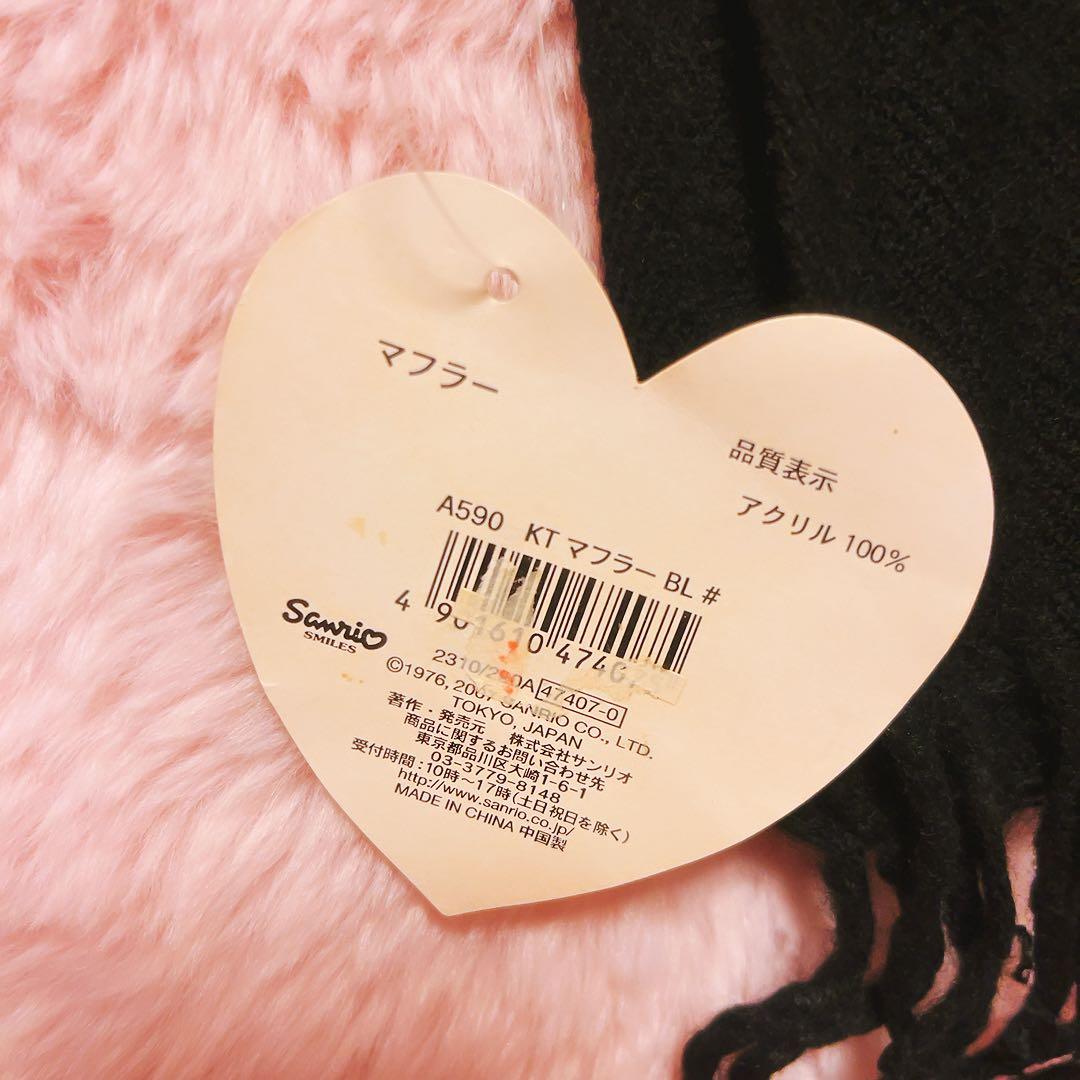 マフラー
品質表示
アクリル 100%
A590 KT マフラー BL #
4 901610 4740
Sanrio
SMILES
47407-0
©1976, 2007 SANRIO CO., LTD.
TOKYO, JAPAN
著作・発売元 株式会社サンリオ
商品に関するお問い合わせ先
東京都品川区大崎1-6-1
03-3779-8148
受付時間:10時〜17時(土日祝日を除く)
http://www.sanrio.co.jp/
MADE IN CHINA 中国製